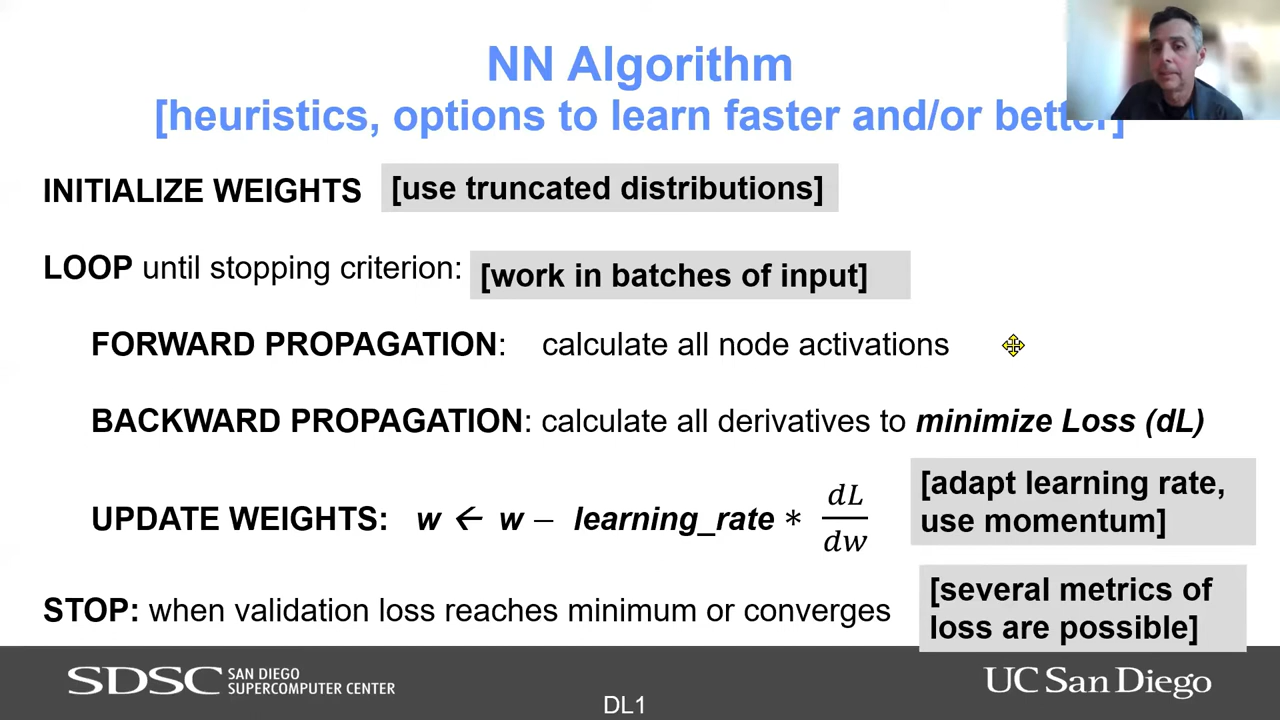 NN Algorithm
[heuristics, options to learn faster and/or better]
INITIALIZE WEIGHTS [use truncated distributions]
LOOP until stopping criterion: [work in batches of input]
FORWARD PROPAGATION: calculate all node activations
BACKWARD PROPAGATION: calculate all derivatives to minimize Loss (dL)
UPDATE WEIGHTS: w ← w − learning_rate * dL/dw
[adapt learning rate,
use momentum]
STOP: when validation loss reaches minimum or converges
[several metrics of
loss are possible]
SDSC SAN DIEGO
SUPERCOMPUTER CENTER
UC San Diego
DL1